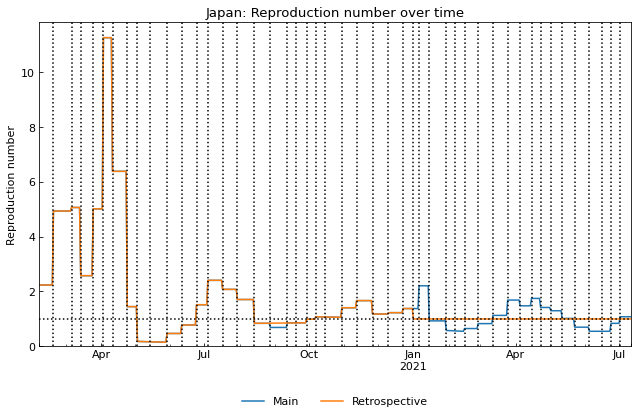 Japan: Reproduction number over time
Reproduction number
10
8
6
4
2
0
Apr
Jul
Oct
Jan
2021
Apr
Jul
Main
Retrospective